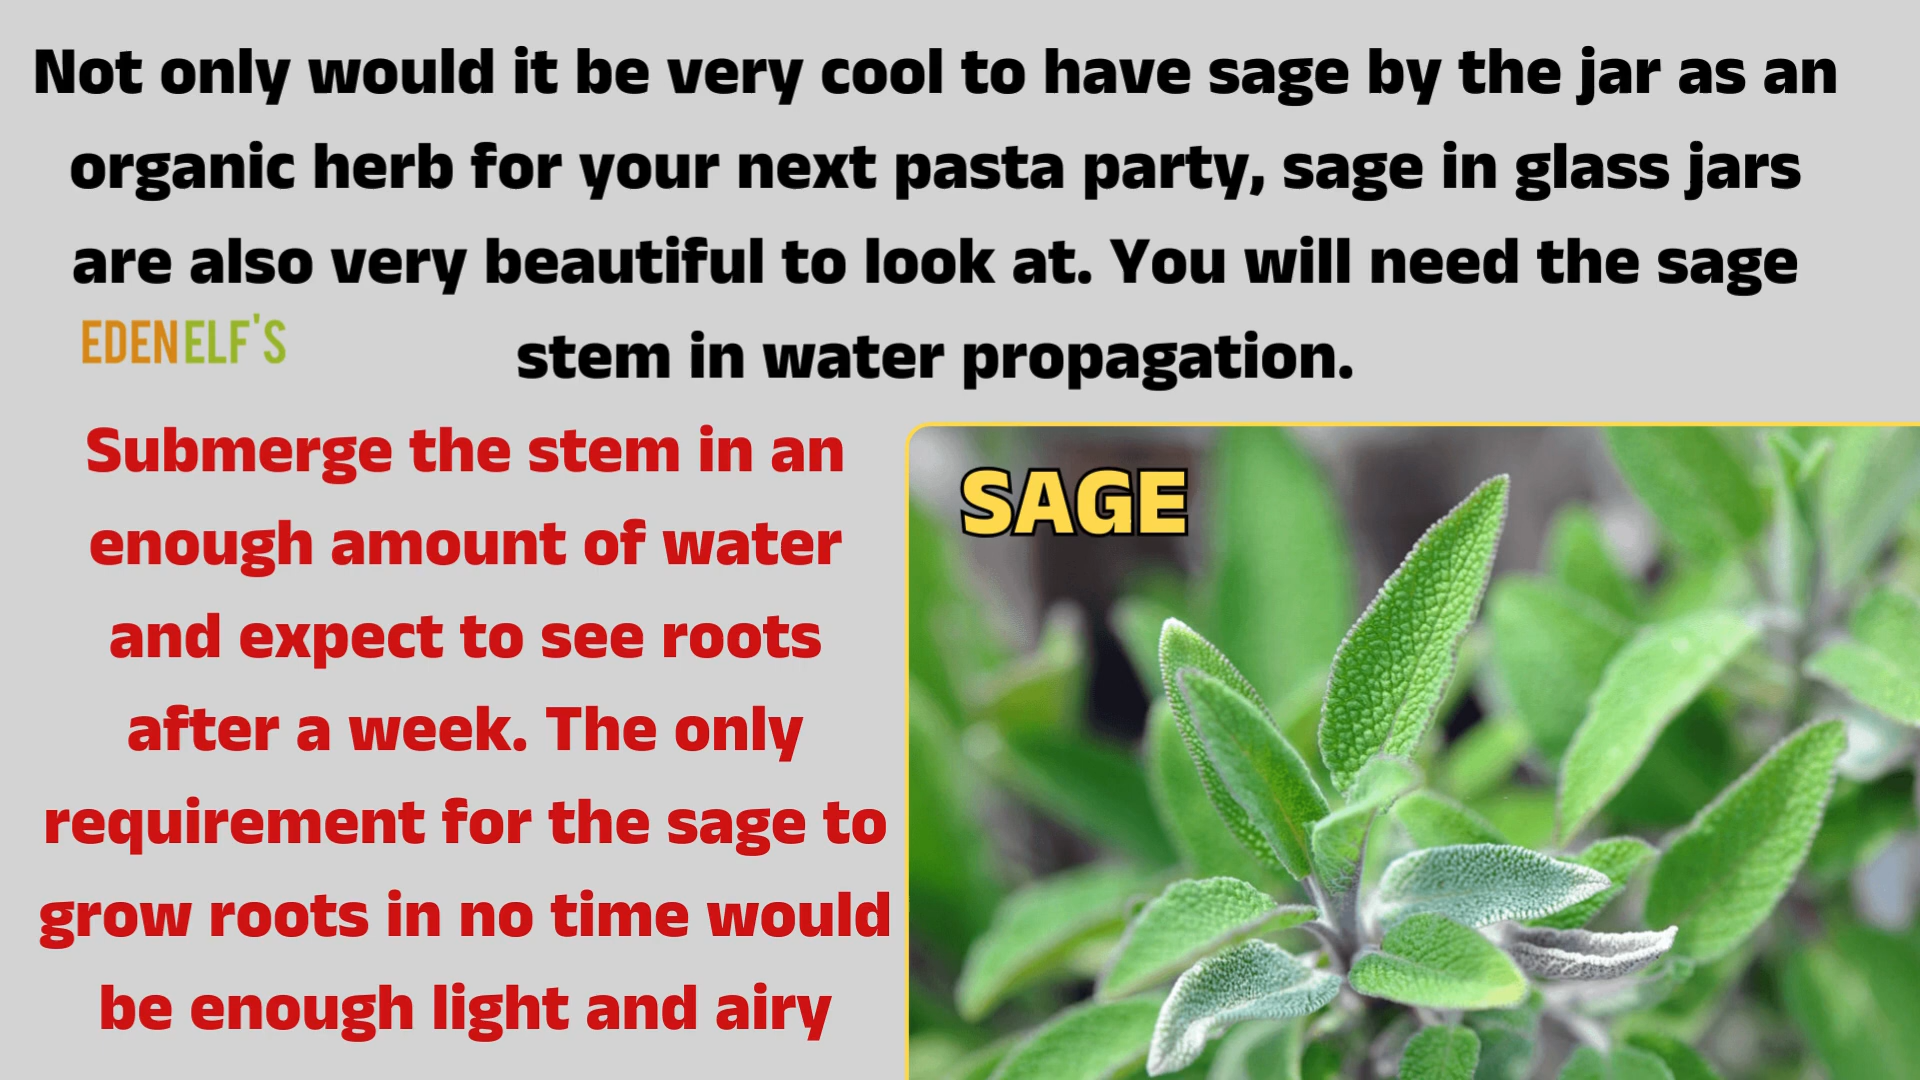 Not only would it be very cool to have sage by the jar as an
organic herb for your next pasta party, sage in glass jars
are also very beautiful to look at. You will need the sage
stem in water propagation.
EDENELF'S
Submerge the stem in an
enough amount of water
and expect to see roots
after a week. The only
requirement for the sage to
grow roots in no time would
be enough light and airy
SAGE